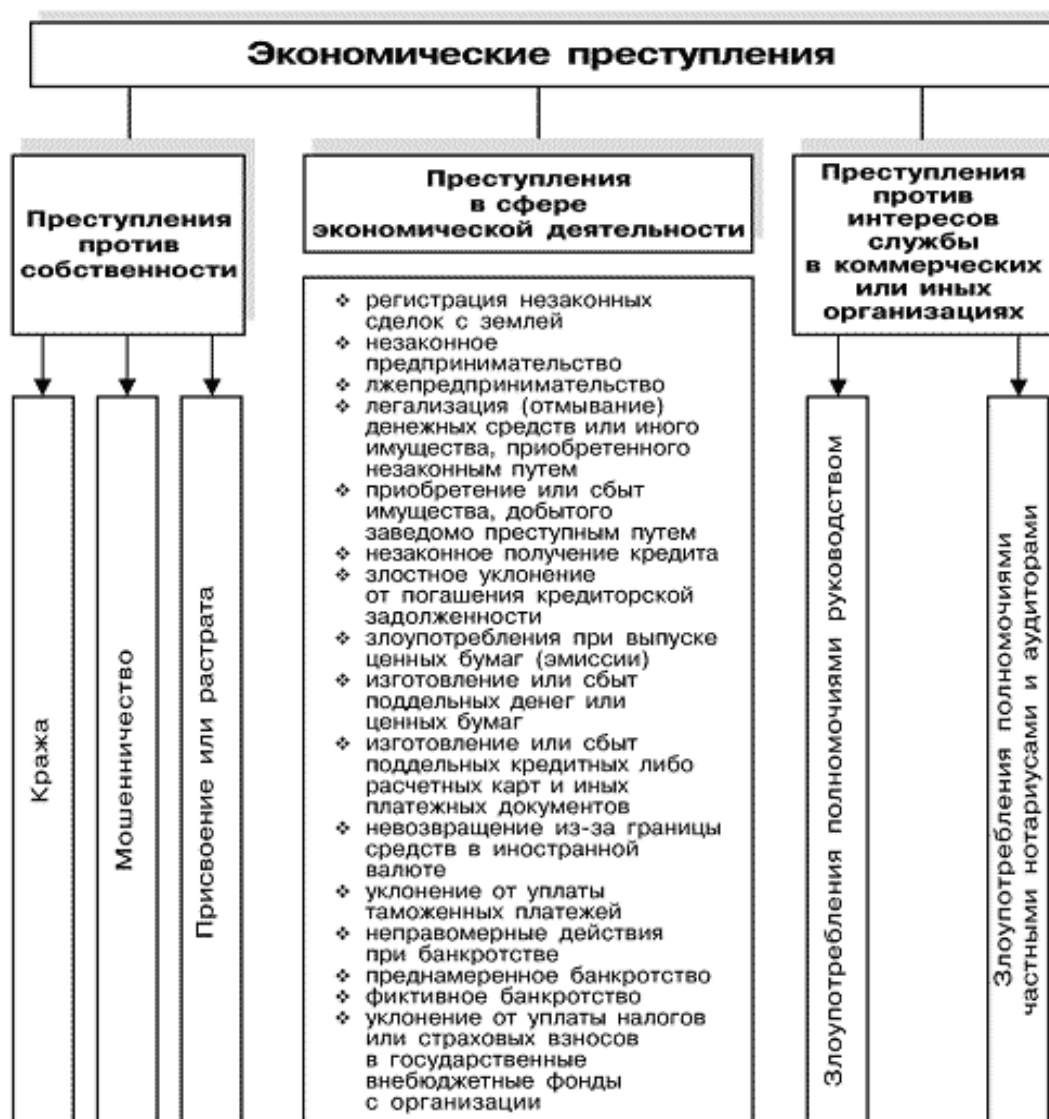 Экономические преступления
Преступления
против
собственности
Кража
Мошенничество
Присвоение или растрата
Преступления
в сфере
экономической деятельности
❖ регистрация незаконных
сделок с землей
❖ незаконное
предпринимательство
❖ лжепредпринимательство
❖ легализация (отмывание)
денежных средств или иного
имущества, приобретенного
незаконным путем
❖ приобретение или сбыт
имущества, добытого
заведомо преступным путем
❖ незаконное получение кредита
❖ злостное уклонение
от погашения кредиторской
задолженности
❖ злоупотребления при выпуске
ценных бумаг (эмиссии)
❖ изготовление или сбыт
поддельных денег или
ценных бумаг
❖ изготовление или сбыт
поддельных кредитных либо
расчетных карт и иных
платежных документов
❖ невозвращение из-за границы
средств в иностранной
валюте
❖ уклонение от уплаты
таможенных платежей
❖ неправомерные действия
при банкротстве
❖ преднамеренное банкротство
❖ фиктивное банкротство
❖ уклонение от уплаты налогов
или страховых взносов
в государственные
внебюджетные фонды
с организации
Преступления
против
интересов
службы
в коммерческих
или иных
организациях
Злоупотребления полномочиями руководством
Злоупотребления полномочиями
частными нотариусами и аудиторами